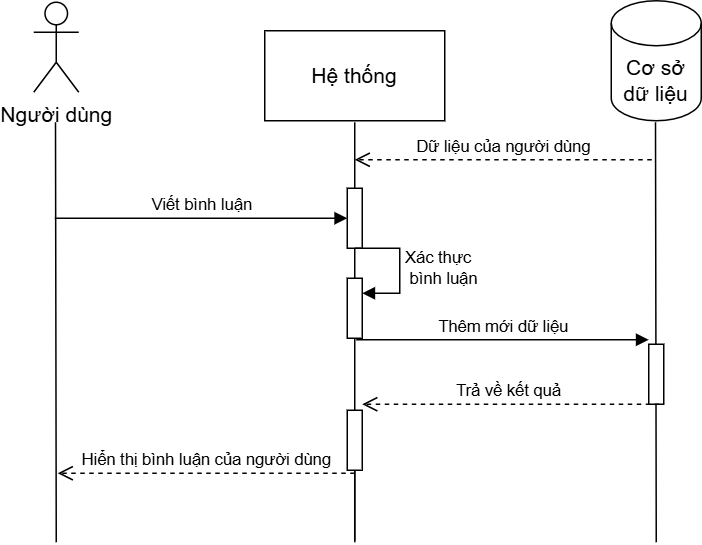 Người dùng
Hệ thống
Cơ sở
dữ liệu
Dữ liệu của người dùng
Viết bình luận
Xác thực
bình luận
Thêm mới dữ liệu
Trả về kết quả
Hiển thị bình luận của người dùng